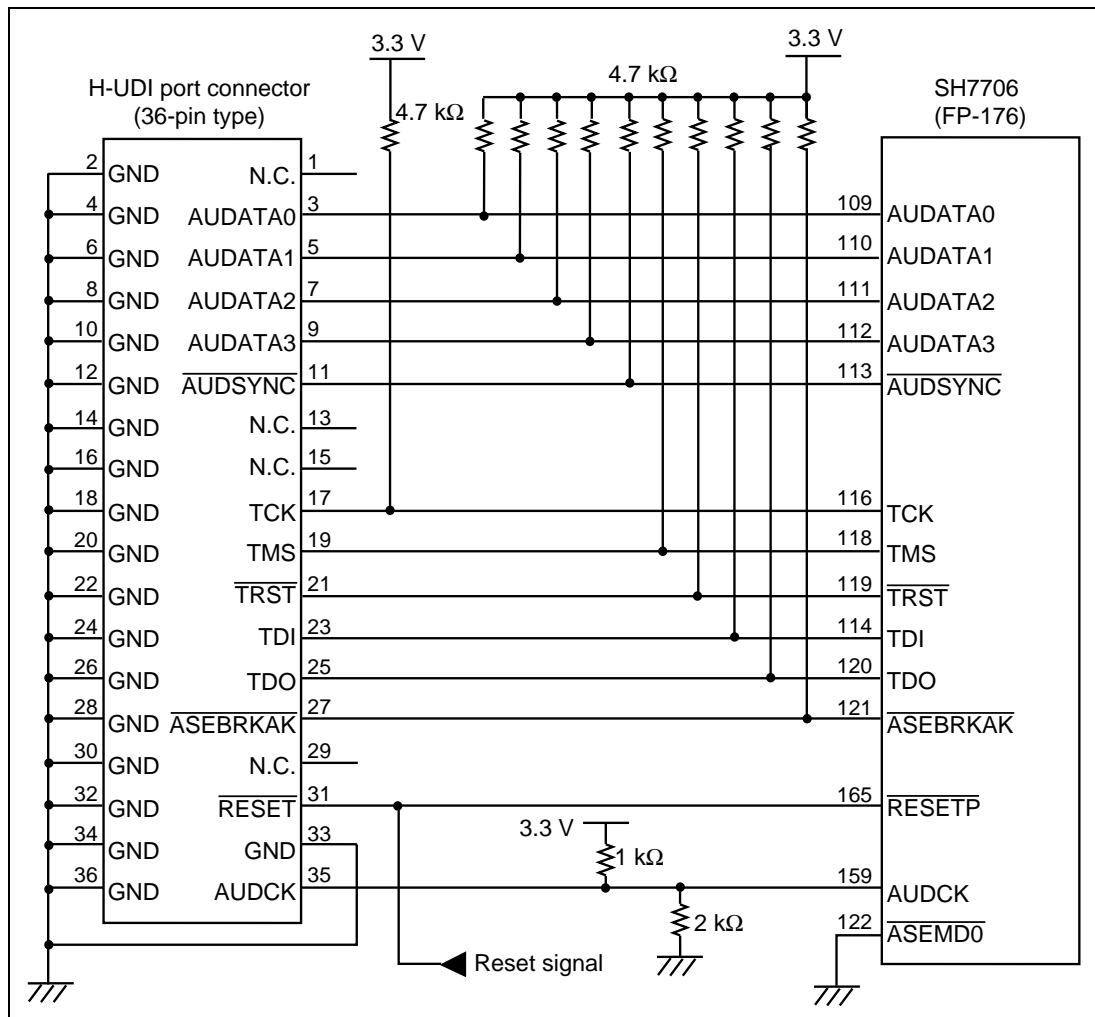 3.3 V
3.3 V
H-UDI port connector
(36-pin type)
4.7 kΩ
4.7 kΩ
SH7706
(FP-176)
2 GND N.C. 1
4 GND AUDATA0 3 109 AUDATA0
6 GND AUDATA1 5 110 AUDATA1
8 GND AUDATA2 7 111 AUDATA2
10 GND AUDATA3 9 112 AUDATA3
12 GND AUDSYNC 11 113 AUDSYNC
14 GND N.C. 13
16 GND N.C. 15
18 GND TCK 17 116 TCK
20 GND TMS 19 118 TMS
22 GND TRST 21 119 TRST
24 GND TDI 23 114 TDI
26 GND TDO 25 120 TDO
28 GND ASEBRKAK 27 121 ASEBRKAK
30 GND N.C. 29
32 GND RESET 31 165 RESETP
34 GND GND 33
3.3 V
1 kΩ
36 GND AUDCK 35 159 AUDCK
2 kΩ
122 ASEMD0
Reset signal